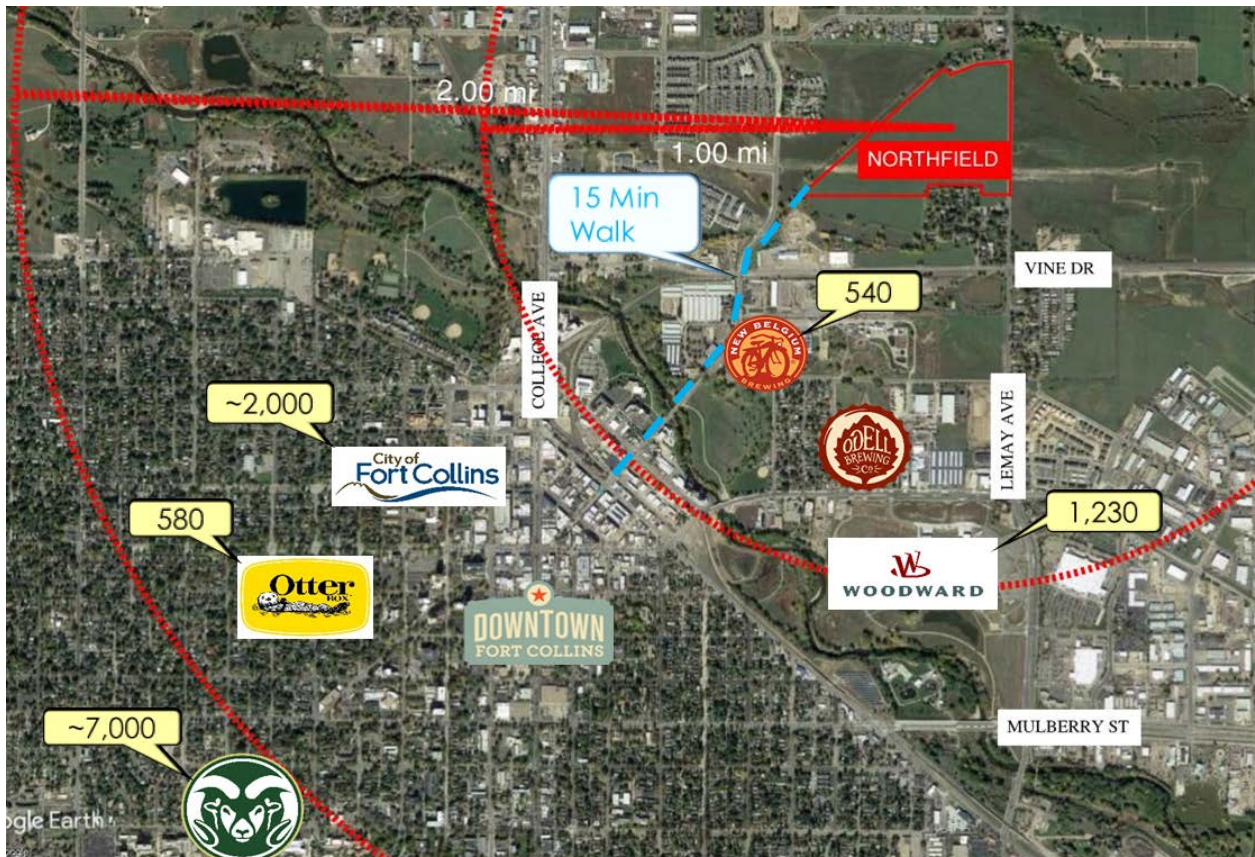 2.00 mi
1.00 mi
NORTHFIELD
15 Min
Walk
VINE DR
540
COLLEGE AVE
NEW BELGIUM
BREWING
~2,000
City of
Fort Collins
ODELL
BREWING
CO
LEMAY AVE
580
1,230
Otter
BOX
W
WOODWARD
DOWNTOWN
FORT COLLINS
~7,000
MULBERRY ST
ogle Earth